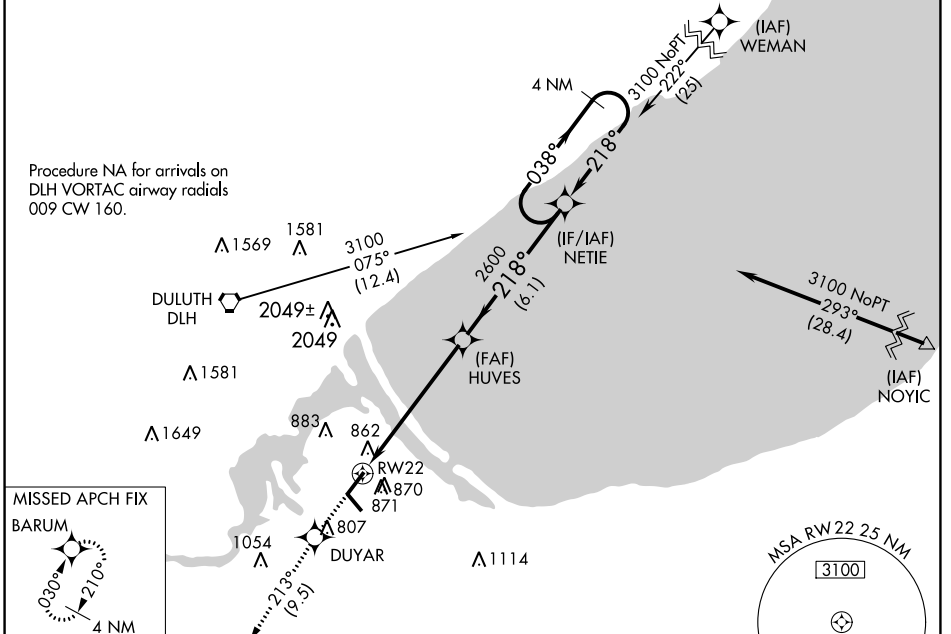 (IAF)
WEMAN
3100 NoPT
222°
(25)
4 NM
038°
218°
Procedure NA for arrivals on
DLH VORTAC airway radials
009 CW 160.
(IF/IAF)
NETIE
1569
1581
3100
075°
(12.4)
2600
218°
(6.1)
3100 NoPT
293°
(28.4)
DULUTH
DLH
2049±
2049
(FAF)
HUVES
(IAF)
NOYIC
1581
1649
883
862
RW22
870
871
MISSED APCH FIX
BARUM
030°
210°
4 NM
807
DUYAR
1054
1114
213°
(9.5)
MSA RW 22 25 NM
3100